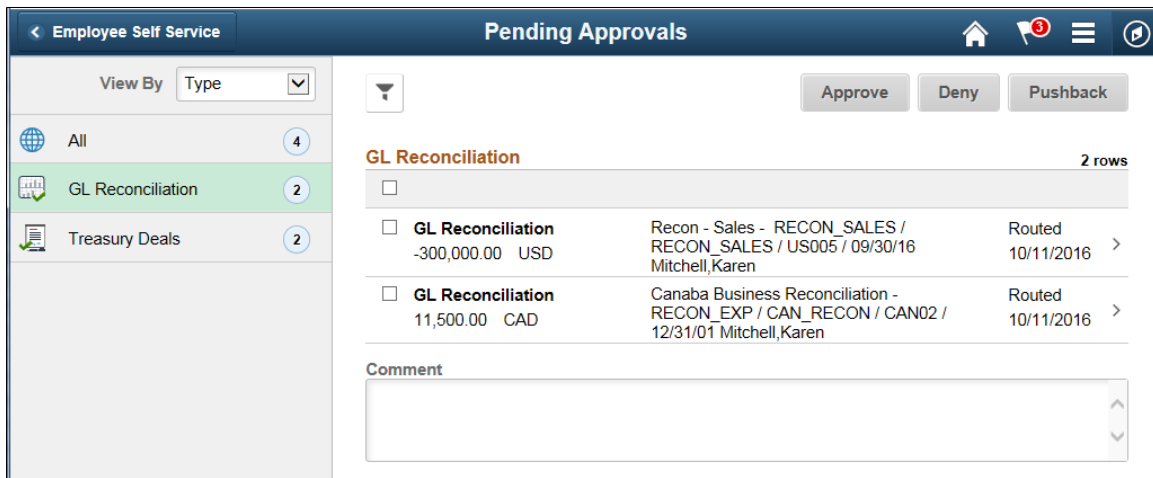 Employee Self Service
Pending Approvals
3
View By Type
All 4
GL Reconciliation 2
Treasury Deals 2
Approve Deny Pushback
GL Reconciliation
2 rows
GL Reconciliation
-300,000.00 USD
Recon - Sales - RECON_SALES /
RECON_SALES / US005 / 09/30/16
Mitchell,Karen
Routed
10/11/2016
GL Reconciliation
11,500.00 CAD
Canaba Business Reconciliation -
RECON_EXP / CAN_RECON / CAN02 /
12/31/01 Mitchell,Karen
Routed
10/11/2016
Comment